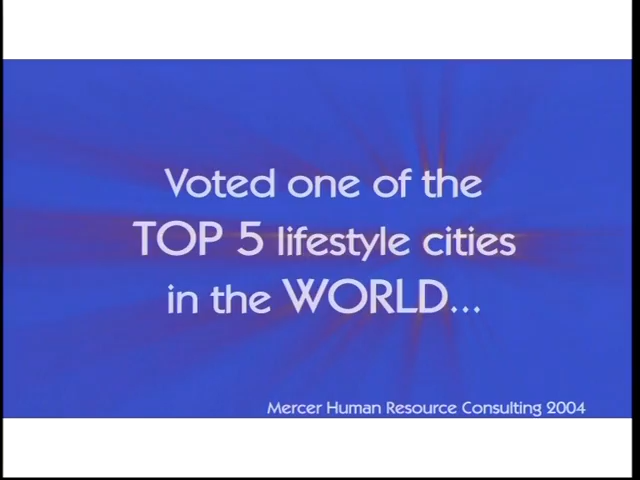 Voted one of the
TOP 5 lifestyle cities
in the WORLD...
Mercer Human Resource Consulting 2004